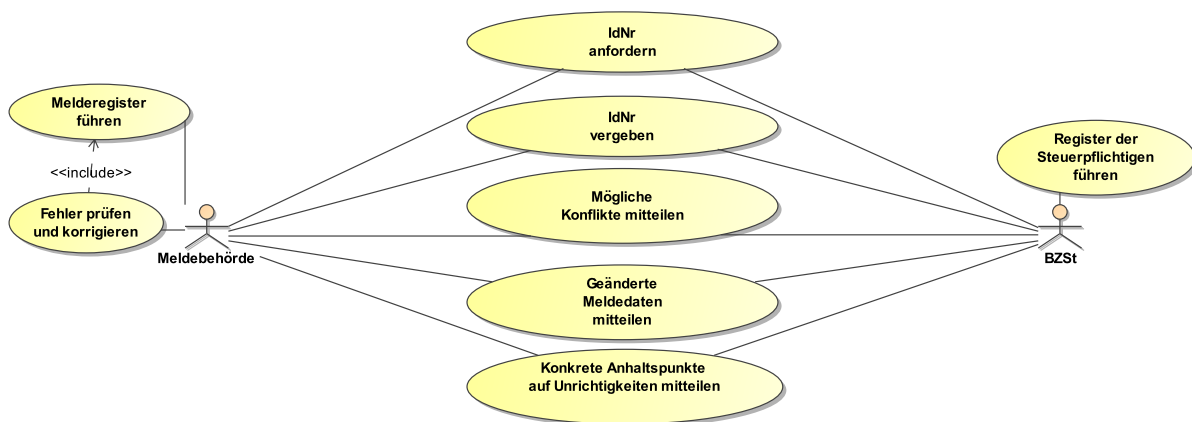 IdNr
anfordern
Melderegister
führen
IdNr
vergeben
Register der
Steuerpflichtigen
führen
<<include>>
Mögliche
Konflikte mitteilen
Fehler prüfen
und korrigieren
Meldebehörde
BZSt
Geänderte
Meldedaten
mitteilen
Konkrete Anhaltspunkte
auf Unrichtigkeiten mitteilen